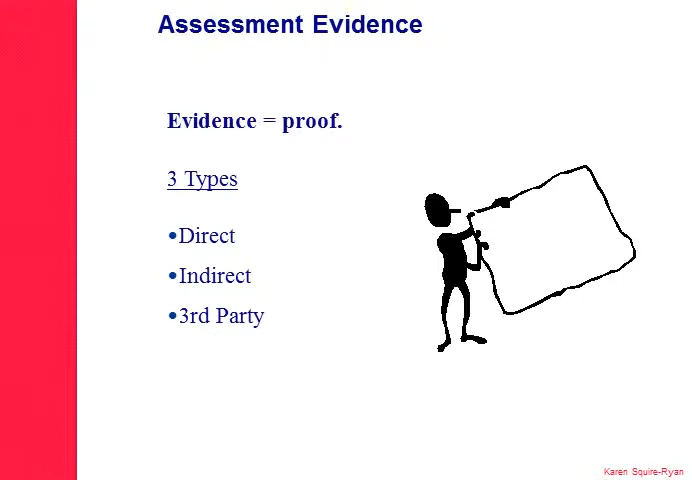 Assessment Evidence
Evidence = proof.
3 Types
•Direct
•Indirect
•3rd Party
Karen Squire-Ryan